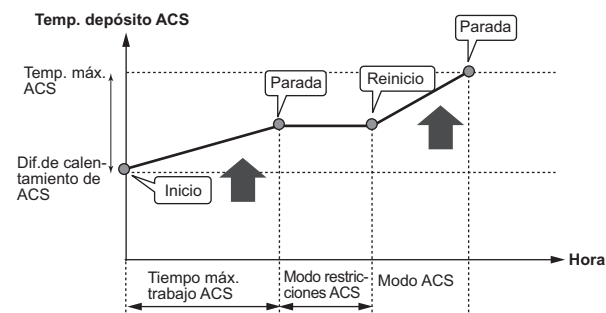 Temp. depósito ACS
Parada
Temp. máx.
ACS
Parada
Reinicio
Dif.de calen-
tamiento de
ACS
Inicio
Hora
Tiempo máx.
trabajo ACS
Modo restric-
ciones ACS
Modo ACS